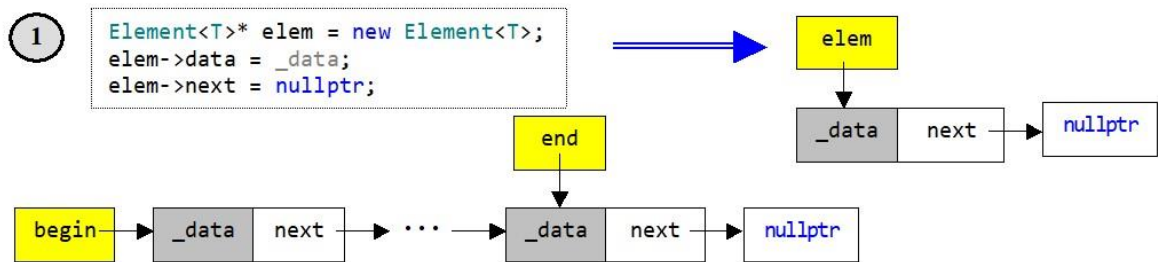 1
Element<T>* elem = new Element<T>;
elem->data = _data;
elem->next = nullptr;
elem
_data next nullptr
end
begin _data next ... _data next nullptr